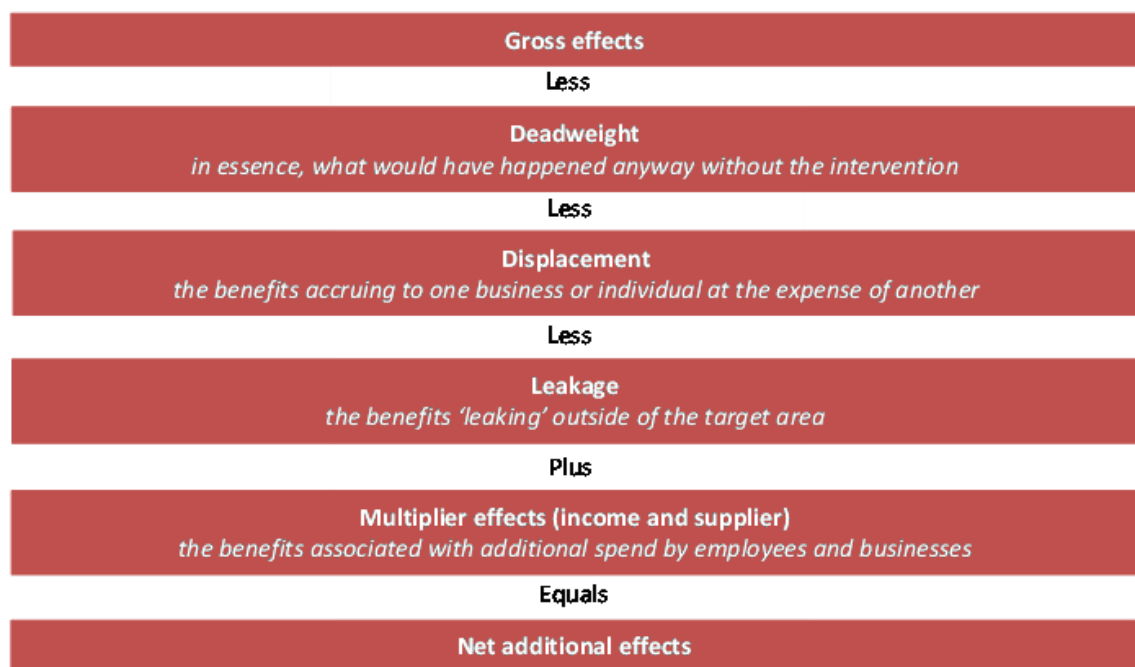 Gross effects
Less
Deadweight
in essence, what would have happened anyway without the intervention
Less
Displacement
the benefits accruing to one business or individual at the expense of another
Less
Leakage
the benefits ‘leaking’ outside of the target area
Plus
Multiplier effects (income and supplier)
the benefits associated with additional spend by employees and businesses
Equals
Net additional effects